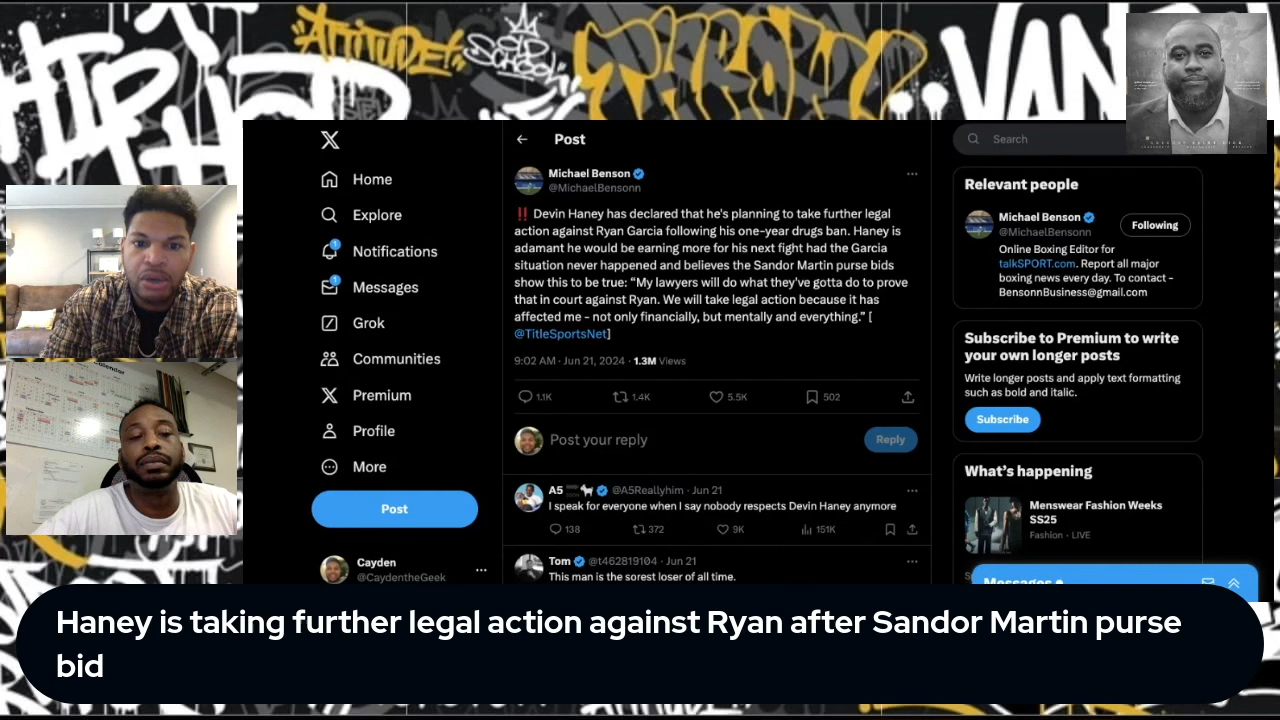 HIP H
ATTITUDE!
OLD
SCHOOL
THROW
VAN
Home
Explore
1
Notifications
1
Messages
Grok
Communities
Premium
Profile
More
Post
Cayden
@CaydentheGeek
Post
Michael Benson
@MichaelBensonn
‼️ Devin Haney has declared that he's planning to take further legal
action against Ryan Garcia following his one-year drugs ban. Haney is
adamant he would be earning more for his next fight had the Garcia
situation never happened and believes the Sandor Martin purse bids
show this to be true: “My lawyers will do what they've gotta do to prove
that in court against Ryan. We will take legal action because it has
affected me - not only financially, but mentally and everything.” [
@TitleSportsNet]
9:02 AM · Jun 21, 2024 · 1.3M Views
1.1K 1.4K 5.5K 502
Post your reply
Reply
A5 @A5Reallyhim · Jun 21
I speak for everyone when I say nobody respects Devin Haney anymore
138 372 9K 151K
Tom @t462819104 · Jun 21
This man is the sorest loser of all time.
Search
Relevant people
Michael Benson
@MichaelBensonn
Following
Online Boxing Editor for
talkSPORT.com. Report all major
boxing news every day. To contact -
BensonnBusiness@gmail.com
Subscribe to Premium to write
your own longer posts
Write longer posts and apply text formatting
such as bold and italic.
Subscribe
What's happening
Menswear Fashion Weeks
SS25
Fashion · LIVE
Messages
Calendar
Haney is taking further legal action against Ryan after Sandor Martin purse
bid